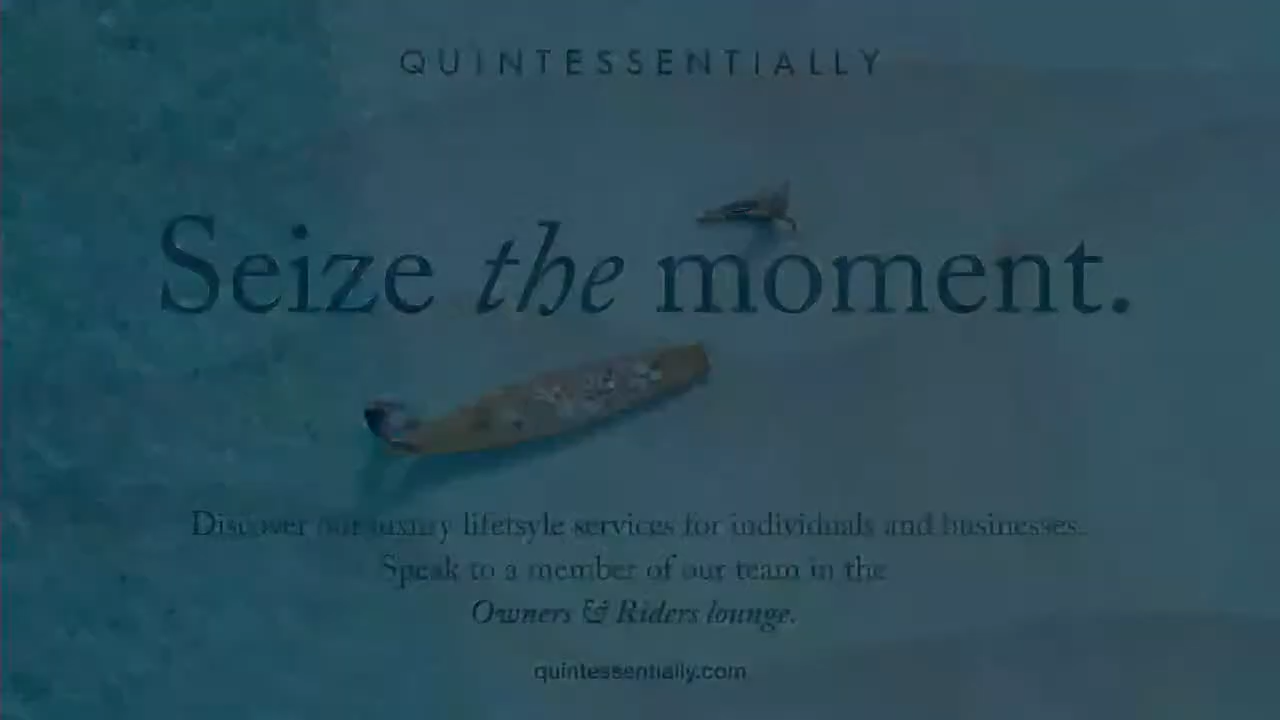 QUINTESSENTIALLY
Seize the moment.
Discover our luxury lifetsyle services for individuals and businesses.
Speak to a member of our team in the
Owners & Riders lounge.
quintessentially.com